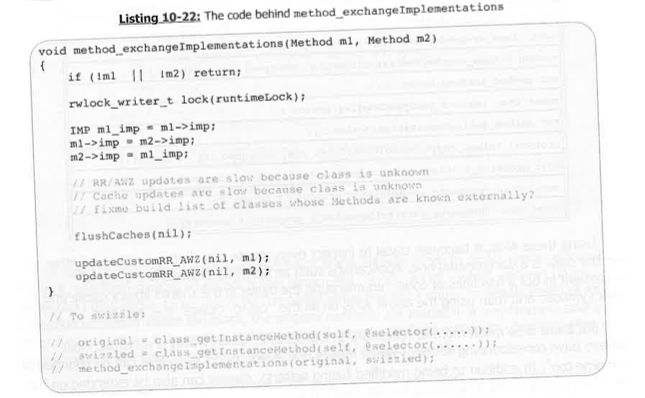 Listing 10-22: The code behind method_exchangeImplementations
void method_exchangeImplementations(Method m1, Method m2)
{
if (!m1 || !m2) return;
rwlock_writer_t lock(runtimeLock);
IMP m1_imp = m1->imp;
m1->imp = m2->imp;
m2->imp = m1_imp;
// RR/AWZ updates are slow because class is unknown
// Cache updates are slow because class is unknown
// fixme build list of classes whose Methods are known externally?
flushCaches(nil);
updateCustomRR_AWZ(nil, m1);
updateCustomRR_AWZ(nil, m2);
}
// To swizzle:
// original = class_getInstanceMethod(self, @selector(.....));
// swizzled = class_getInstanceMethod(self, @selector(......));
// method_exchangeImplementations(original, swizzled);